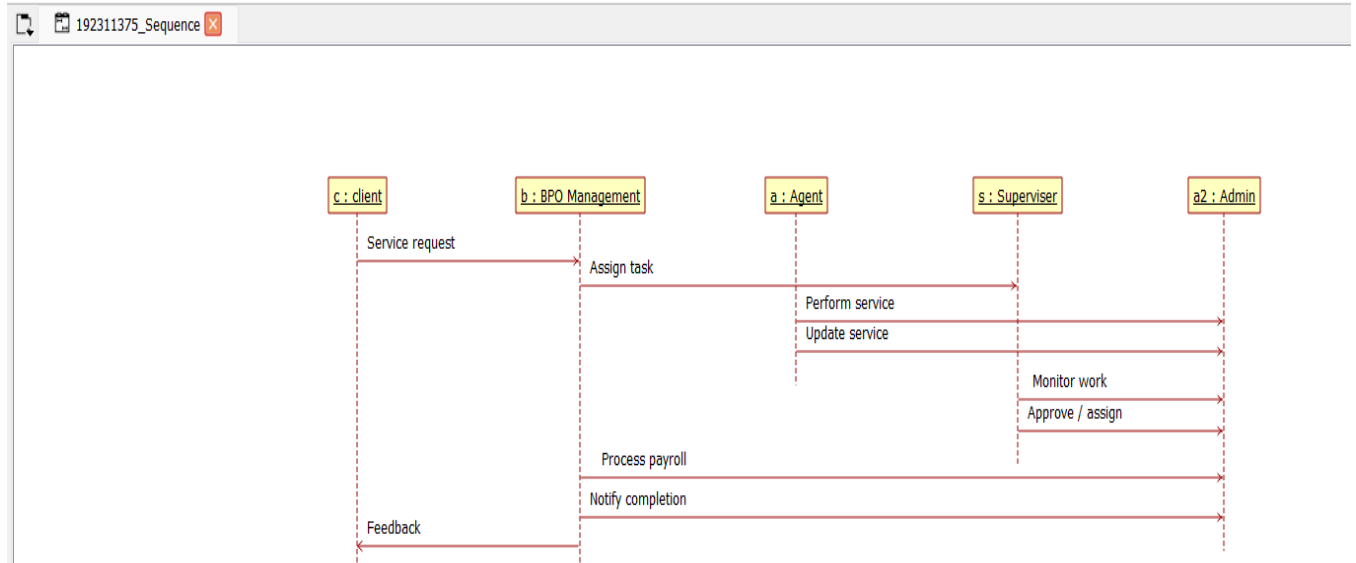 192311375_Sequence
c : client
b : BPO Management
a : Agent
s : Superviser
a2 : Admin
Service request
Assign task
Perform service
Update service
Monitor work
Approve / assign
Process payroll
Notify completion
Feedback